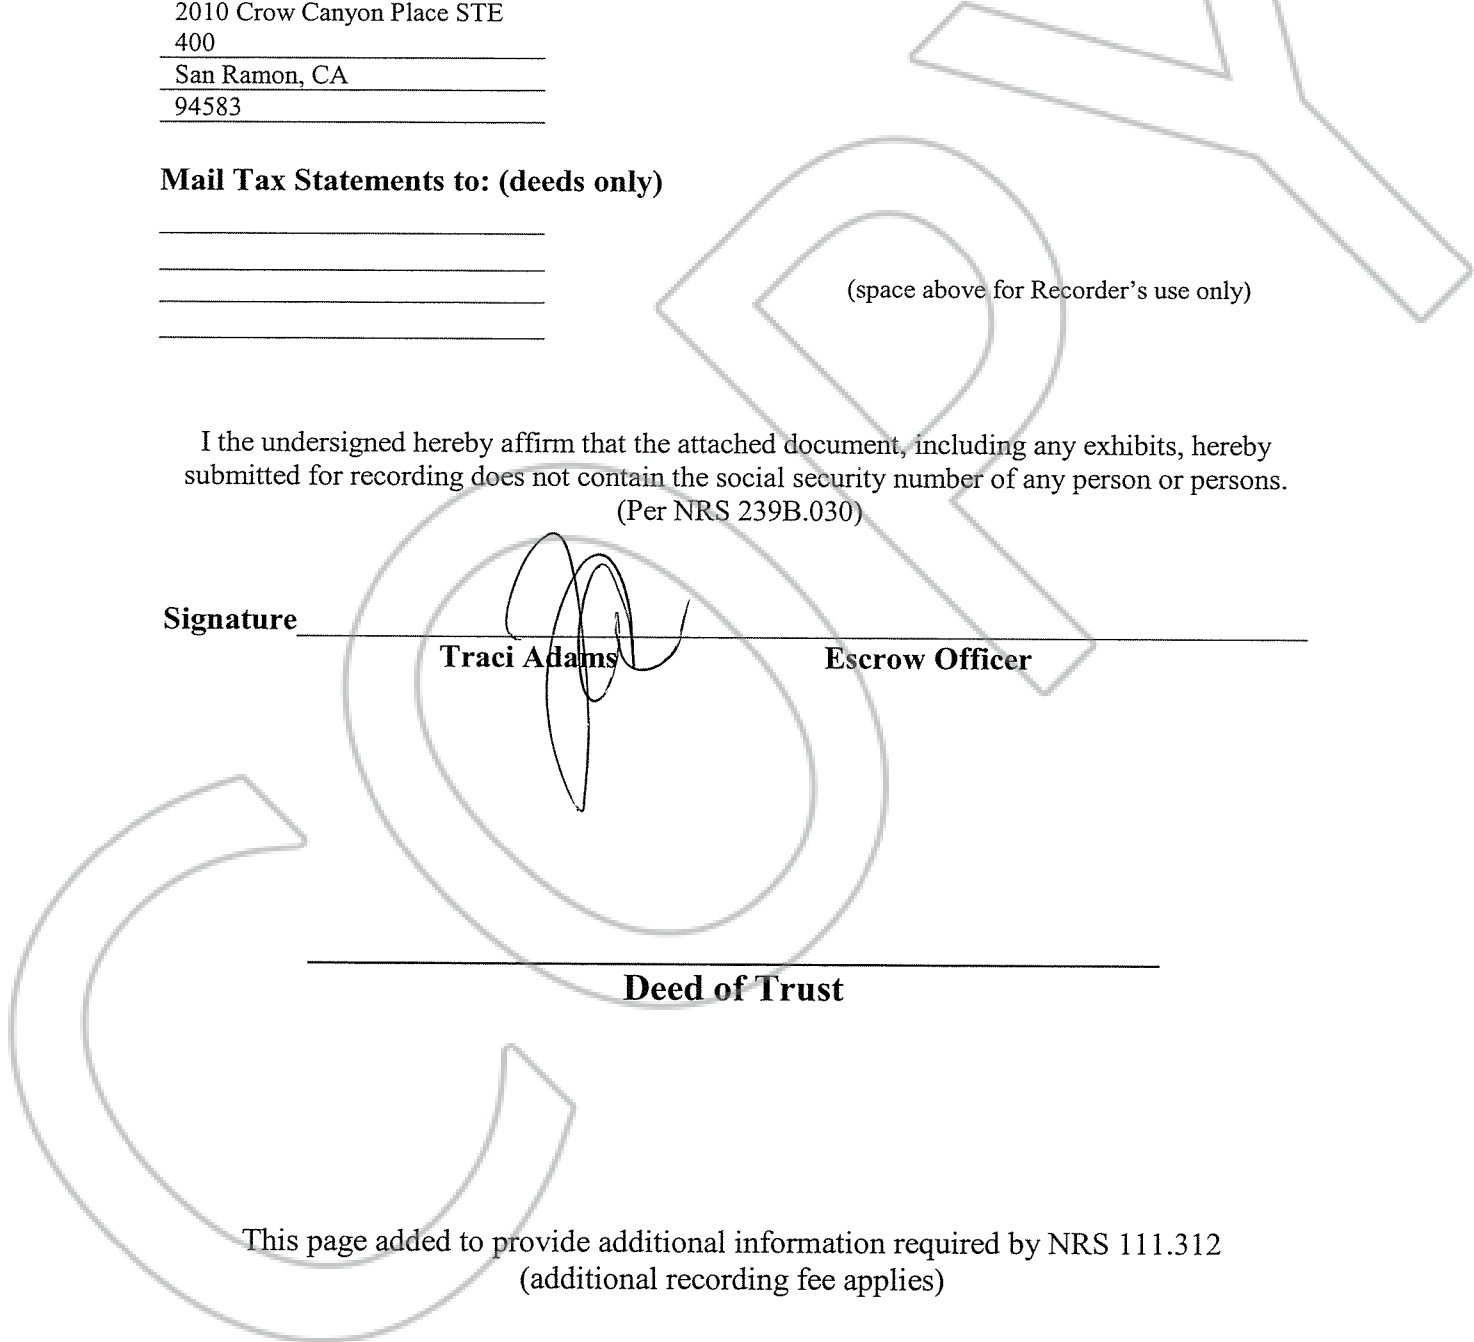 2010 Crow Canyon Place STE
400
San Ramon, CA
94583
Mail Tax Statements to: (deeds only)
(space above for Recorder's use only)
I the undersigned hereby affirm that the attached document, including any exhibits, hereby
submitted for recording does not contain the social security number of any person or persons.
(Per NRS 239B.030)
Signature
Traci Adams Escrow Officer
Deed of Trust
This page added to provide additional information required by NRS 111.312
(additional recording fee applies)
COPY